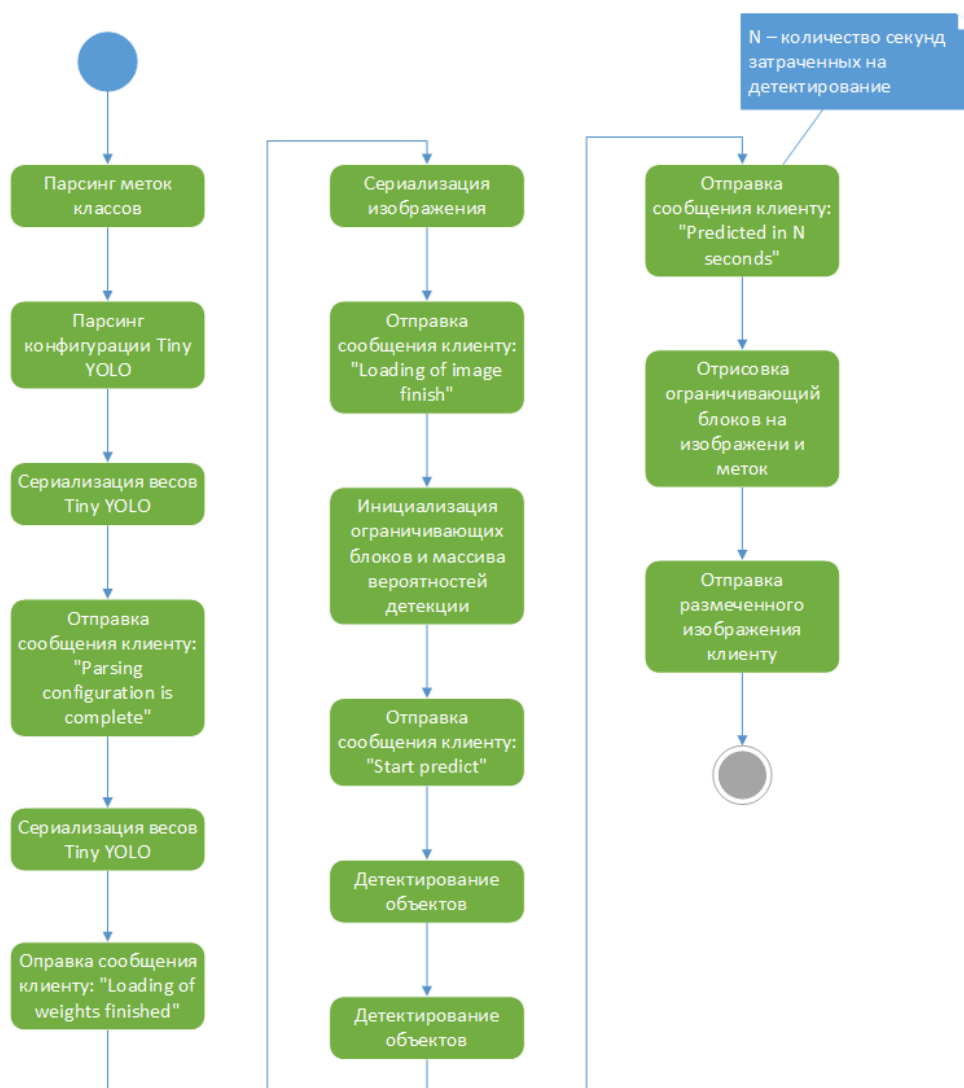 Парсинг меток
классов
Парсинг
конфигурации Tiny
YOLO
Сериализация весов
Tiny YOLO
Отправка
сообщения клиенту:
"Parsing
configuration is
complete"
Сериализация весов
Tiny YOLO
Оправка сообщения
клиенту: "Loading of
weights finished"
Сериализация
изображения
Отправка
сообщения клиенту:
"Loading of image
finish"
Инициализация
ограничивающих
блоков и массива
вероятностей
детекции
Отправка
сообщения клиенту:
"Start predict"
Детектирование
объектов
Детектирование
объектов
N – количество секунд
затраченных на
детектирование
Отправка
сообщения клиенту:
"Predicted in N
seconds"
Отрисовка
ограничивающий
блоков на
изображени и
меток
Отправка
размеченного
изображения
клиенту